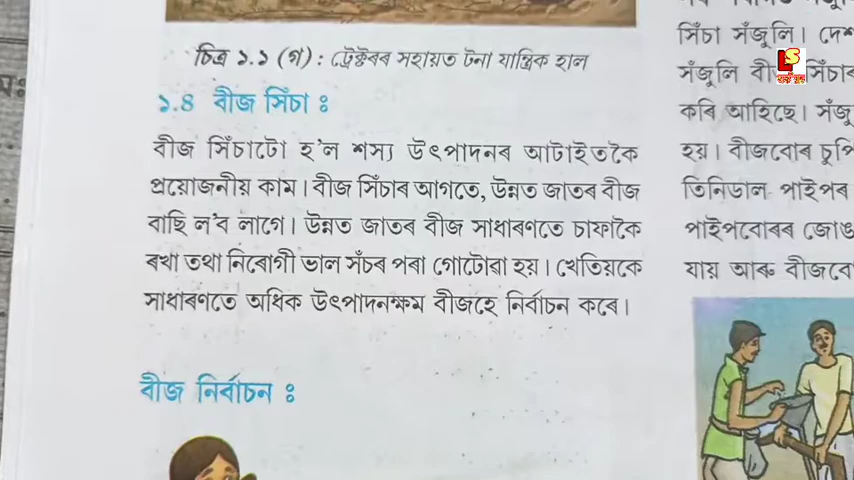 চিত্ৰ ১.১ (গ) : ট্ৰেক্টৰৰ সহায়ত টনা যান্ত্ৰিক হাল
১.৪ বীজ সিঁচা ঃ
বীজ সিঁচাটো হ'ল শস্য উৎপাদনৰ আটাইতকৈ
প্ৰয়োজনীয় কাম। বীজ সিঁচাৰ আগতে, উন্নত জাতৰ বীজ
বাছি ল'ব লাগে। উন্নত জাতৰ বীজ সাধাৰণতে চাফাকৈ
ৰখা তথা নিৰোগী ভাল সঁচৰ পৰা গোটোৱা হয়। খেতিয়কে
সাধাৰণতে অধিক উৎপাদনক্ষম বীজহে নিৰ্বাচন কৰে।
বীজ নিৰ্বাচন ঃ
সিঁচা সঁজুলি।
সঁজুলি
কৰি আহিছে।
হয়। বীজবোৰ
তিনিডাল পাইপৰ
পাইপবোৰৰ
যায় আৰু
LS